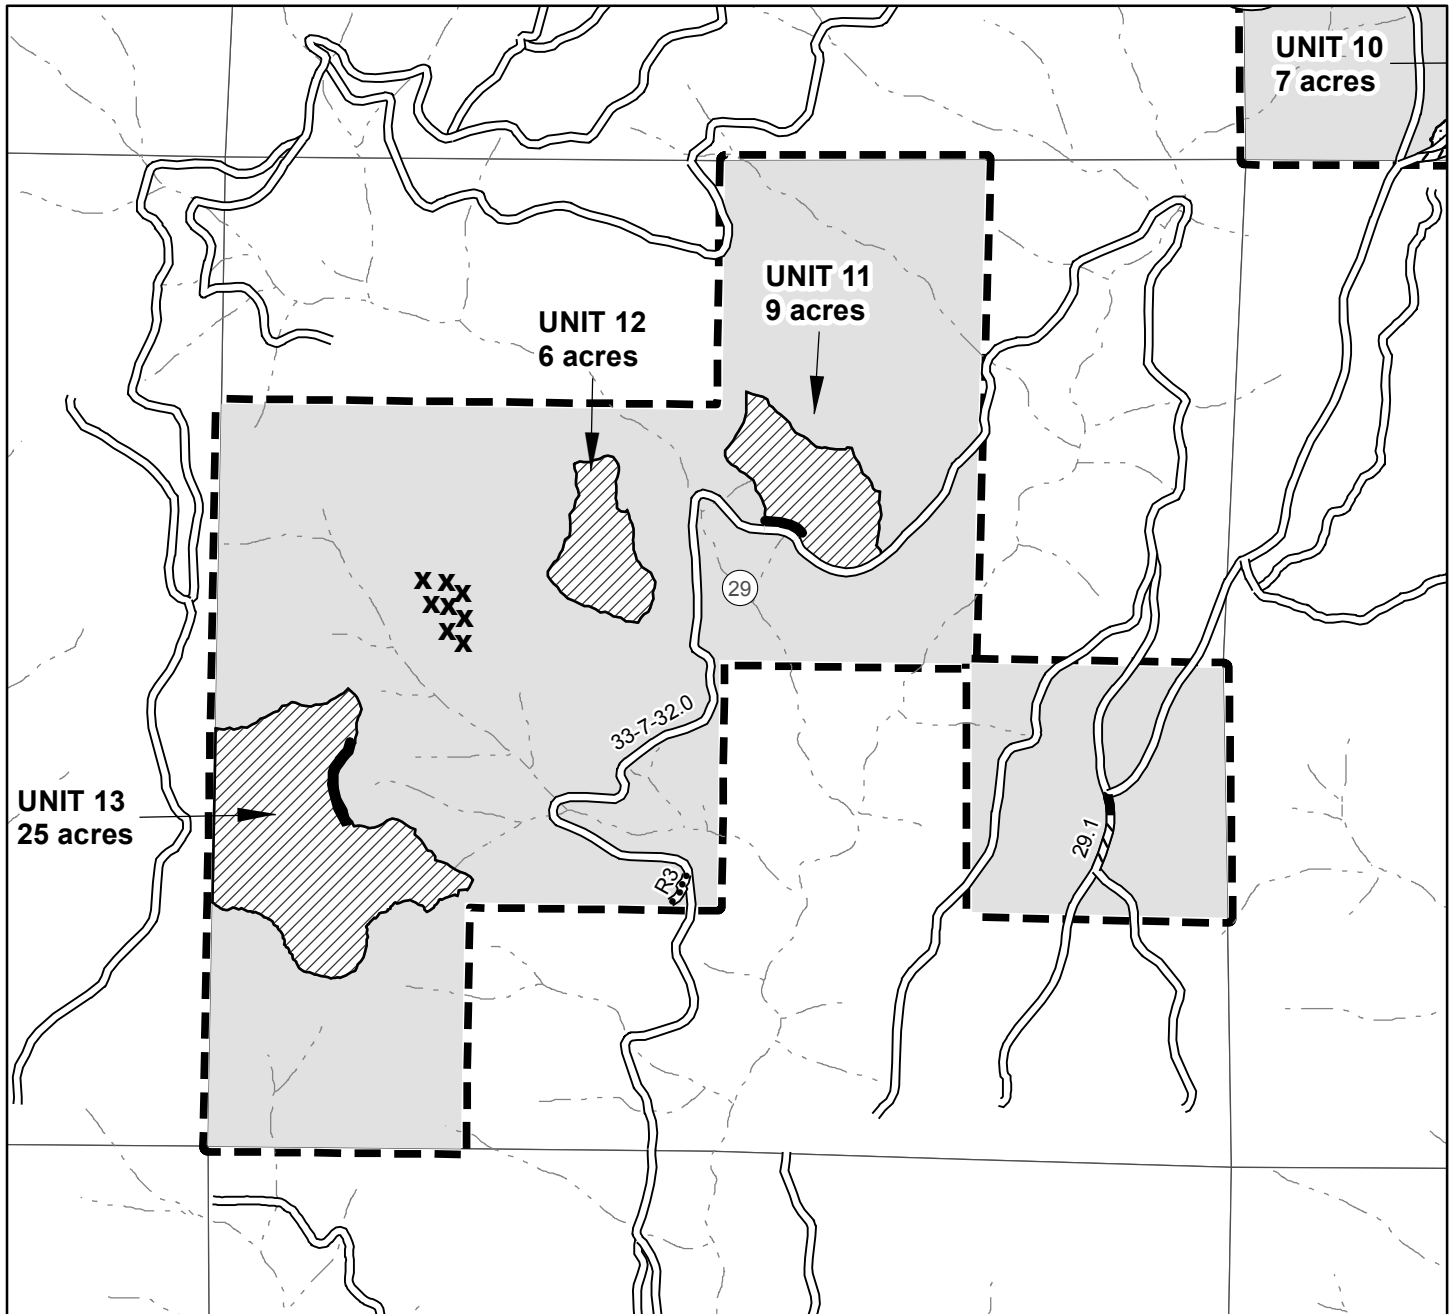 UNIT 10
7 acres
UNIT 11
9 acres
UNIT 12
6 acres
29
x x
x
x x
x
x
x
33-7-32.0
UNIT 13
25 acres
29.1
R3